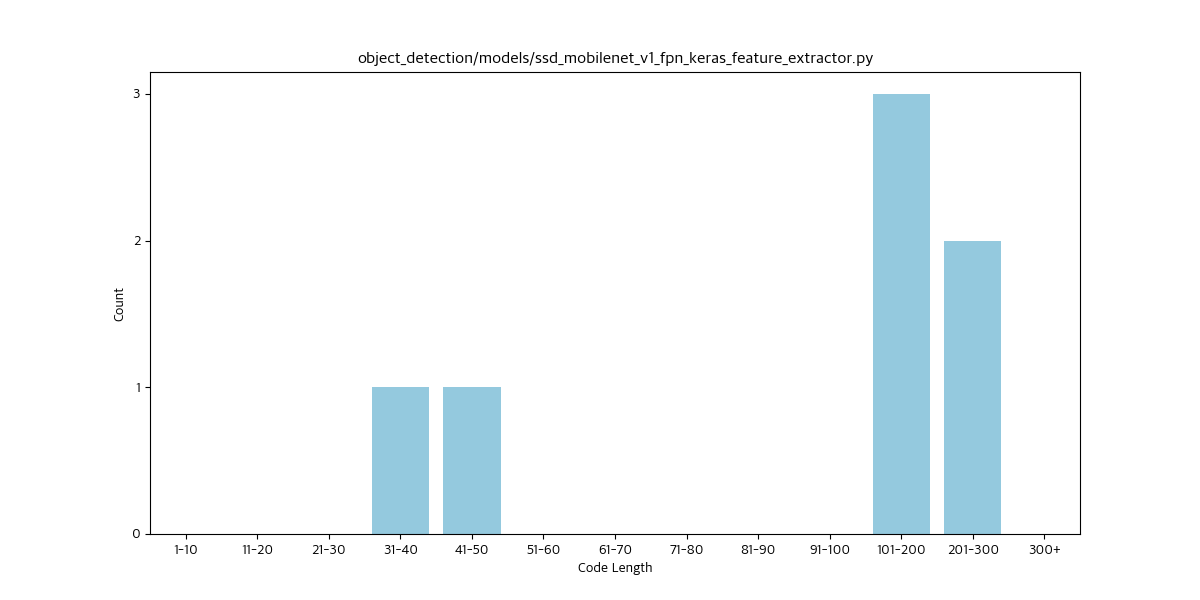 object_detection/models/ssd_mobilenet_v1_fpn_keras_feature_extractor.py
3
2
1
0
Count
1-10 11-20 21-30 31-40 41-50 51-60 61-70 71-80 81-90 91-100 101-200 201-300 300+
Code Length